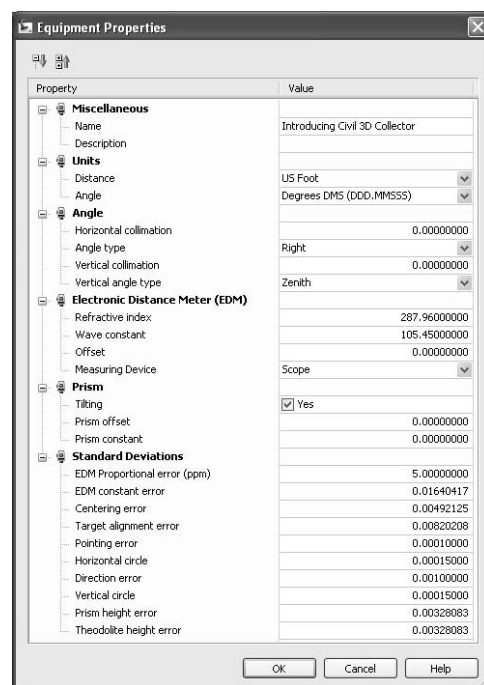 Equipment Properties
Property Value
Miscellaneous
Name Introducing Civil 3D Collector
Description
Units
Distance US Foot
Angle Degrees DMS (DDD.MMSSS)
Angle
Horizontal collimation 0.00000000
Angle type Right
Vertical collimation 0.00000000
Vertical angle type Zenith
Electronic Distance Meter (EDM)
Refractive index 287.96000000
Wave constant 105.45000000
Offset 0.00000000
Measuring Device Scope
Prism
Tilting Yes
Prism offset 0.00000000
Prism constant 0.00000000
Standard Deviations
EDM Proportional error (ppm) 5.00000000
EDM constant error 0.01640417
Centering error 0.00492125
Target alignment error 0.00820208
Pointing error 0.00010000
Horizontal circle 0.00015000
Direction error 0.00100000
Vertical circle 0.00015000
Prism height error 0.00328083
Theodolite height error 0.00328083
OK Cancel Help